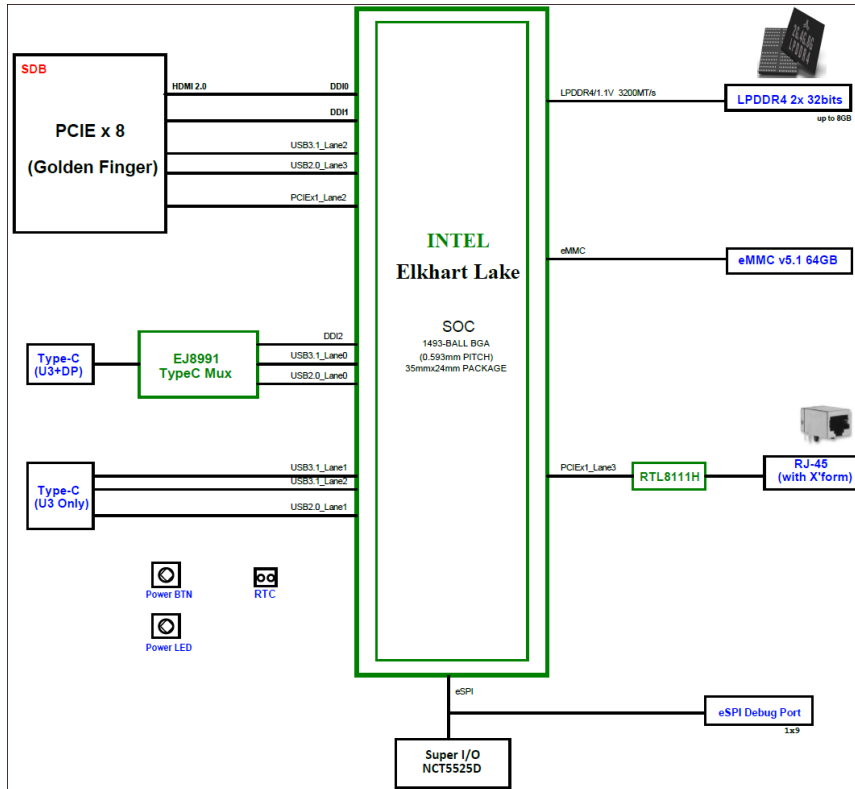 SDB
PCIE x 8
(Golden Finger)
HDMI 2.0
DDI0
DDI1
USB3.1_Lane2
USB2.0_Lane3
PCIEx1_Lane2
Type-C
(U3+DP)
EJ8991
TypeC Mux
DDI2
USB3.1_Lane0
USB2.0_Lane0
Type-C
(U3 Only)
USB3.1_Lane1
USB3.1_Lane2
USB2.0_Lane1
Power BTN
RTC
Power LED
INTEL
Elkhart Lake
SOC
1493-BALL BGA
(0.593mm PITCH)
35mmx24mm PACKAGE
LPDDR4/1.1V 3200MT/s
LPDDR4
LPDDR4 2x 32bits
up to 8GB
eMMC
eMMC v5.1 64GB
PCIEx1_Lane3
RTL8111H
RJ-45
(with X'form)
eSPI
eSPI Debug Port
1x9
Super I/O
NCT5525D